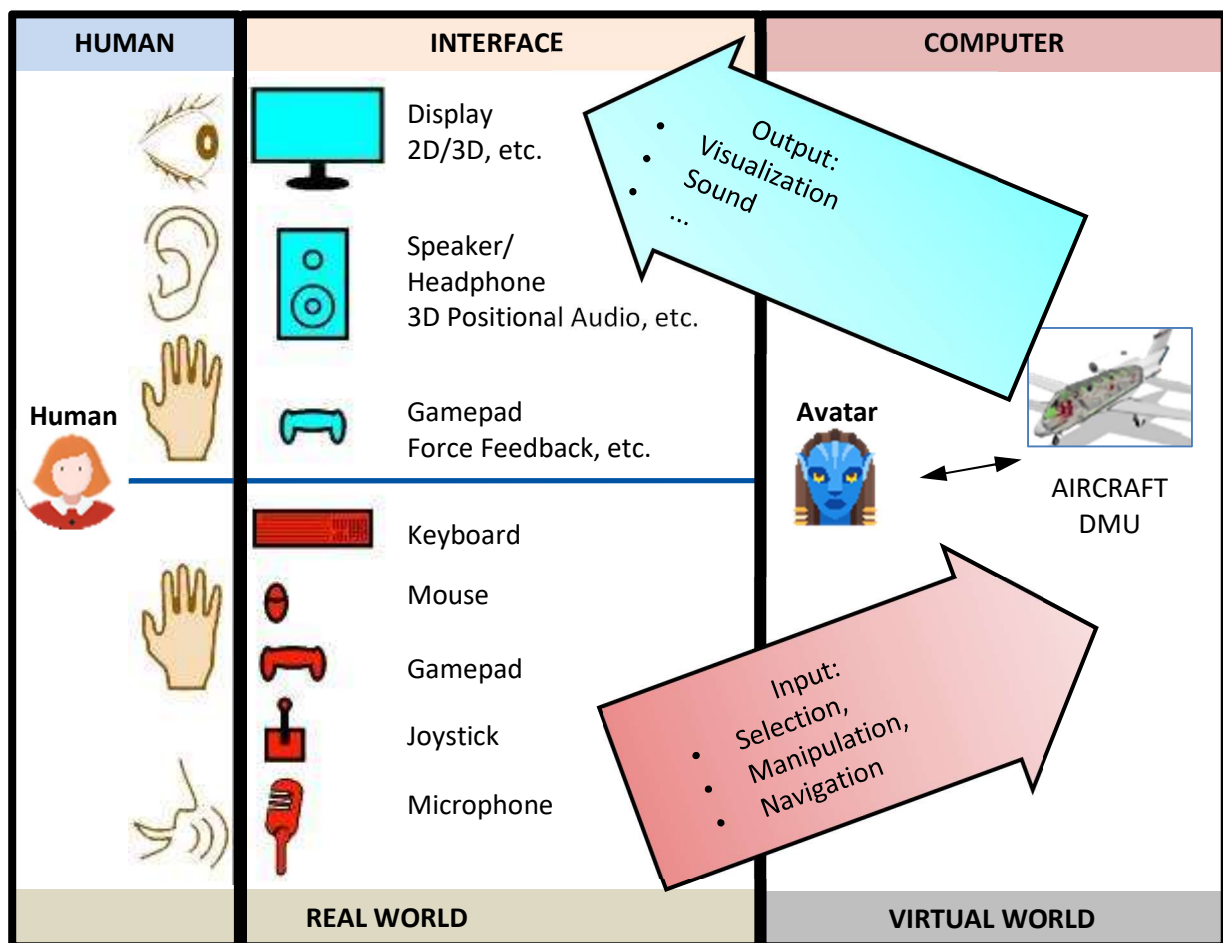 HUMAN
INTERFACE
COMPUTER
Display
2D/3D, etc.
Speaker/
Headphone
3D Positional Audio, etc.
Gamepad
Force Feedback, etc.
Output:
• Visualization
• Sound
• ...
Human
Avatar
AIRCRAFT
DMU
Keyboard
Mouse
Gamepad
Joystick
Microphone
Input:
• Selection,
• Manipulation,
• Navigation
REAL WORLD
VIRTUAL WORLD